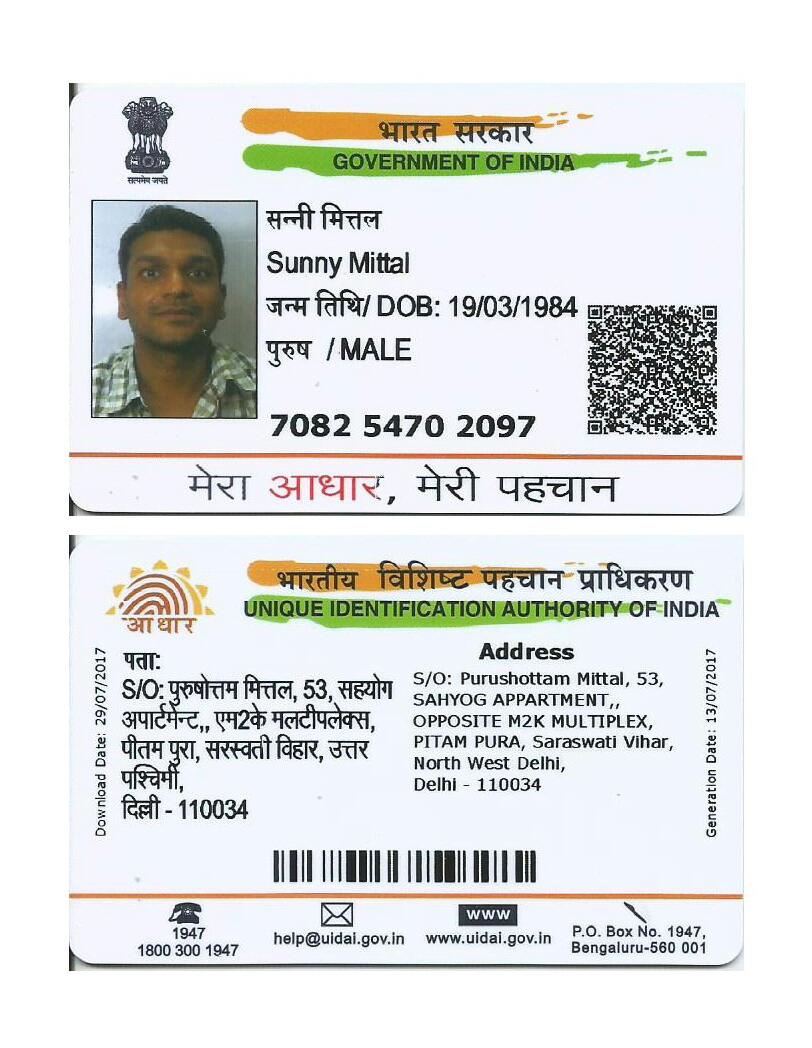 सत्यमेव जयते
भारत सरकार
GOVERNMENT OF INDIA
सन्नी मित्तल
Sunny Mittal
जन्म तिथि/ DOB: 19/03/1984
पुरुष / MALE
7082 5470 2097
मेरा आधार, मेरी पहचान
आधार
भारतीय विशिष्ट पहचान प्राधिकरण
UNIQUE IDENTIFICATION AUTHORITY OF INDIA
Download Date: 29/07/2017
पता:
S/O: पुरुषोत्तम मित्तल, 53, सहयोग
अपार्टमेन्ट,, एम2के मलटीपलेक्स,
पीतम पुरा, सरस्वती विहार, उत्तर
पश्चिमी,
दिल्ली - 110034
Address
S/O: Purushottam Mittal, 53,
SAHYOG APPARTMENT,,
OPPOSITE M2K MULTIPLEX,
PITAM PURA, Saraswati Vihar,
North West Delhi,
Delhi - 110034
Generation Date: 13/07/2017
1947
1800 300 1947
help@uidai.gov.in
www
www.uidai.gov.in
P.O. Box No. 1947,
Bengaluru-560 001